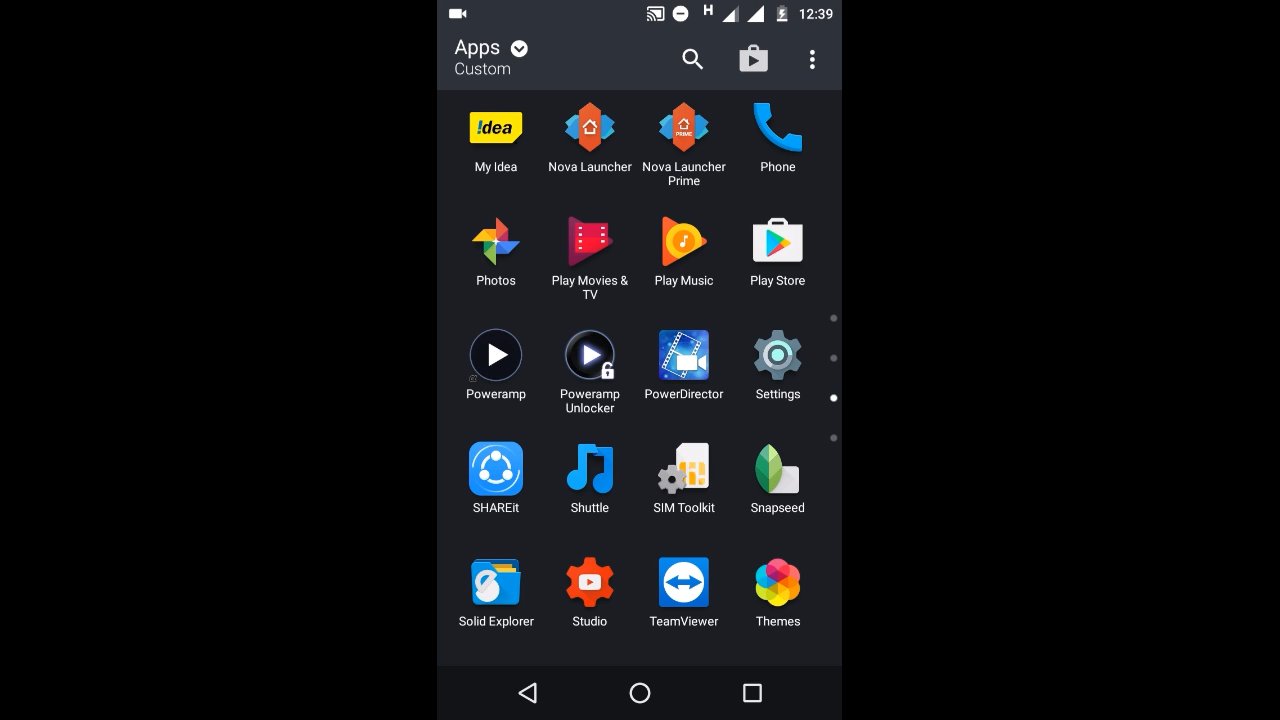 H
12:39
Apps
Custom
!dea
PRIME
My Idea
Nova Launcher
Nova Launcher
Prime
Phone
Photos
Play Movies &
TV
Play Music
Play Store
Poweramp
Poweramp
Unlocker
PowerDirector
Settings
SHAREit
Shuttle
SIM Toolkit
Snapseed
S
Solid Explorer
Studio
TeamViewer
Themes